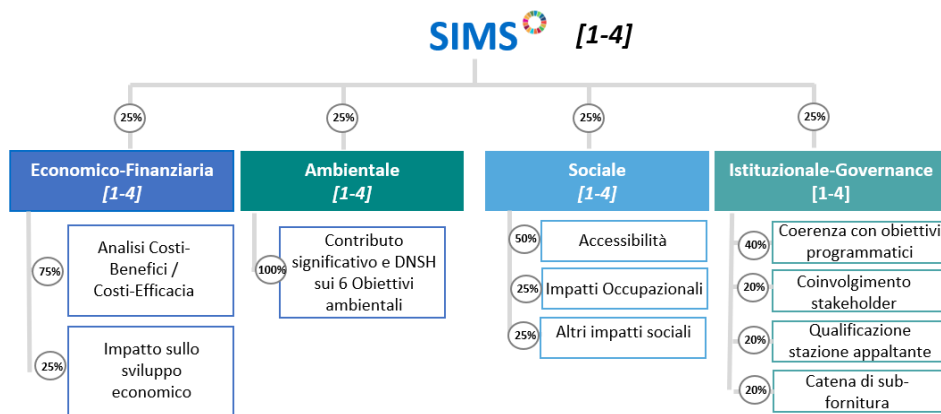 SIMS [1-4]
25%
25%
25%
25%
Economico-Finanziaria
[1-4]
75%
Analisi Costi-
Benefici /
Costi-Efficacia
25%
Impatto sullo
sviluppo
economico
Ambientale
[1-4]
100%
Contributo
significativo e DNSH
sui 6 Obiettivi
ambientali
Sociale
[1-4]
50%
Accessibilità
25%
Impatti Occupazionali
25%
Altri impatti sociali
Istituzionale-Governance
[1-4]
40%
Coerenza con obiettivi
programmatici
20%
Coinvolgimento
stakeholder
20%
Qualificazione
stazione appaltante
20%
Catena di sub-
fornitura